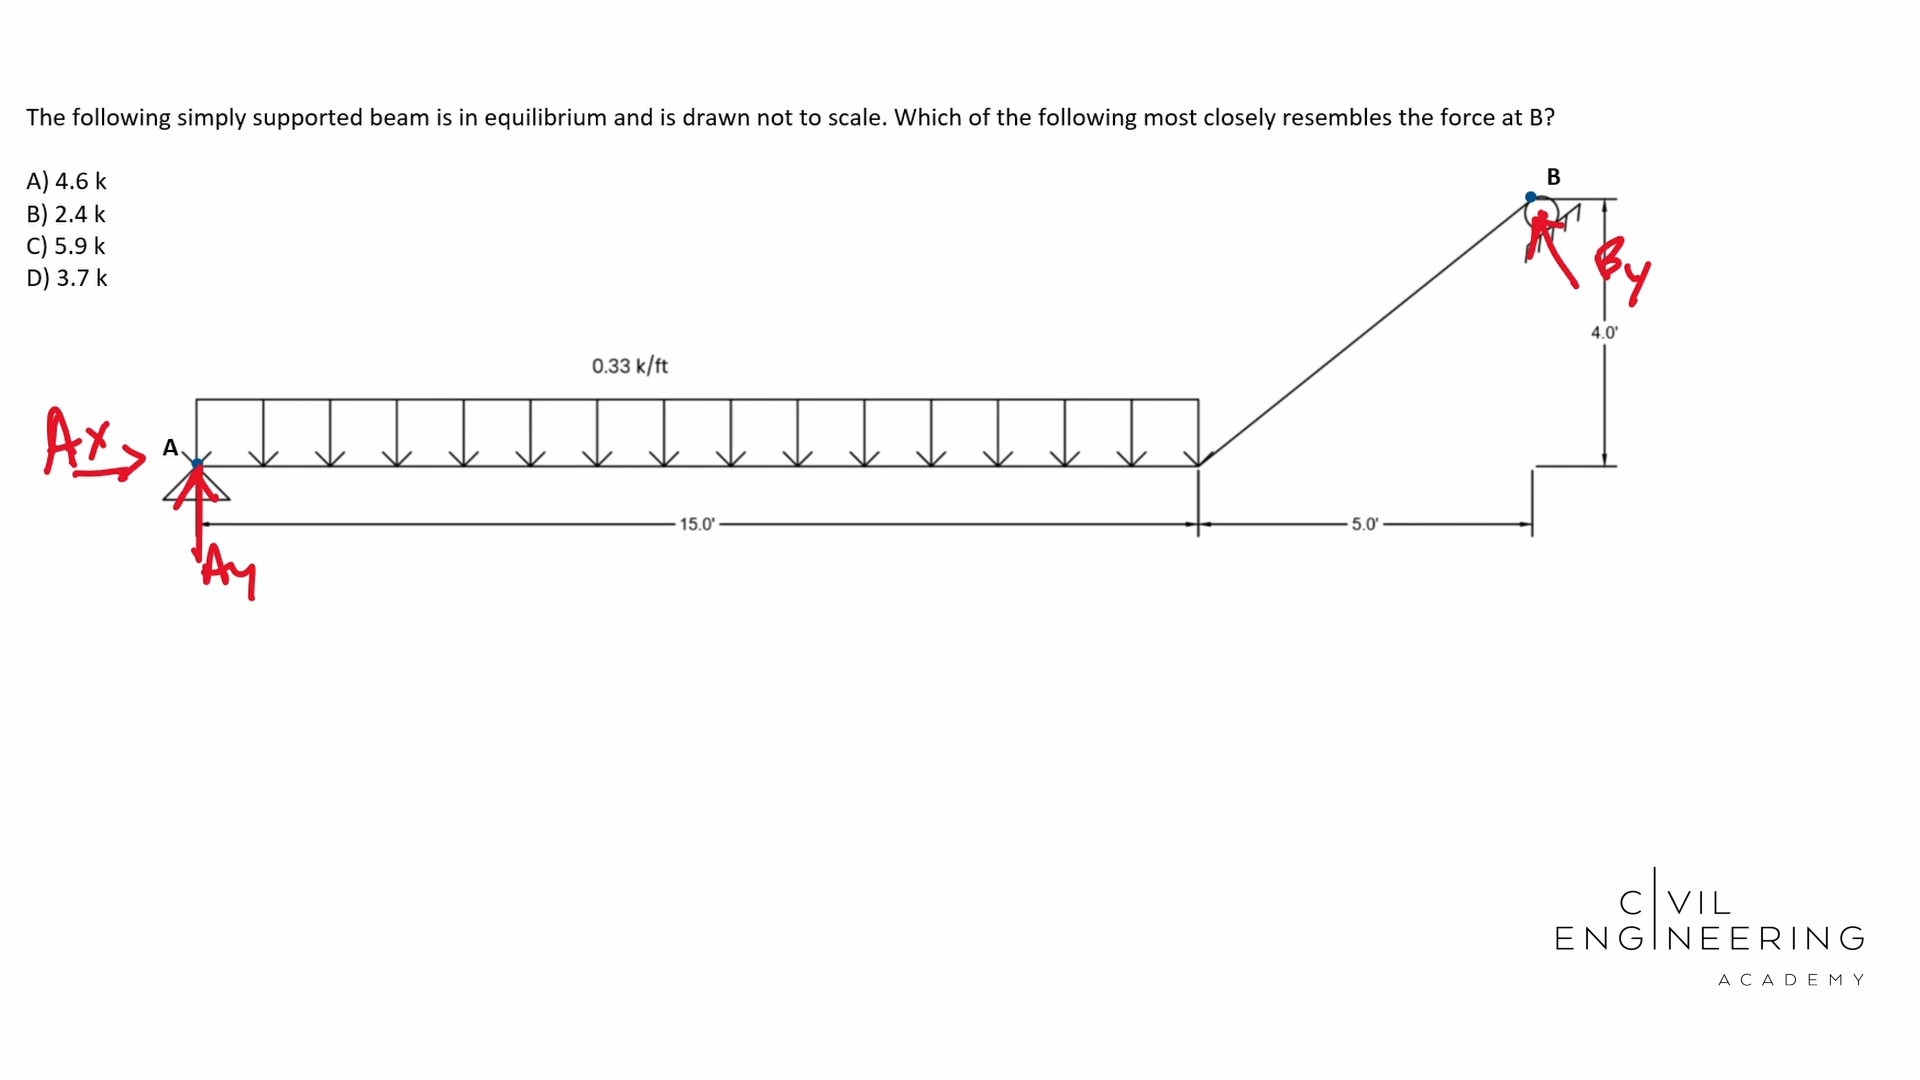 The following simply supported beam is in equilibrium and is drawn not to scale. Which of the following most closely resembles the force at B?
A) 4.6 k
B) 2.4 k
C) 5.9 k
D) 3.7 k
B
By
4.0'
0.33 k/ft
Ax
A
15.0'
5.0'
Ay
CIVIL
ENGINEERING
ACADEMY